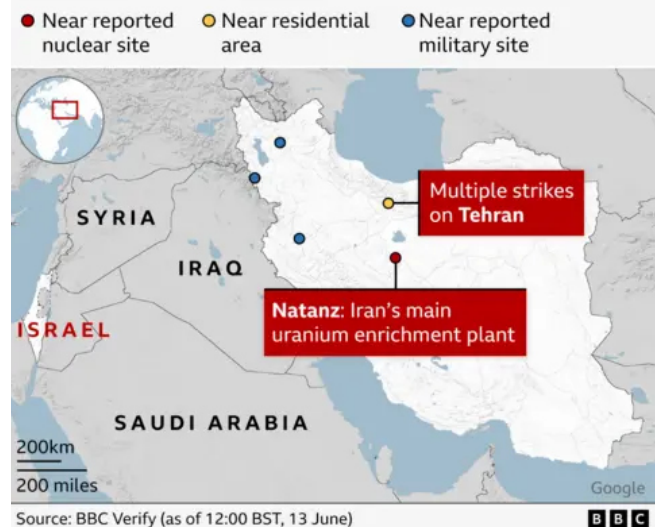 Near reported nuclear site
Near residential area
Near reported military site
SYRIA
IRAQ
ISRAEL
SAUDI ARABIA
Multiple strikes
on Tehran
Natanz: Iran's main
uranium enrichment plant
200km
200 miles
Google
Source: BBC Verify (as of 12:00 BST, 13 June)
BBC